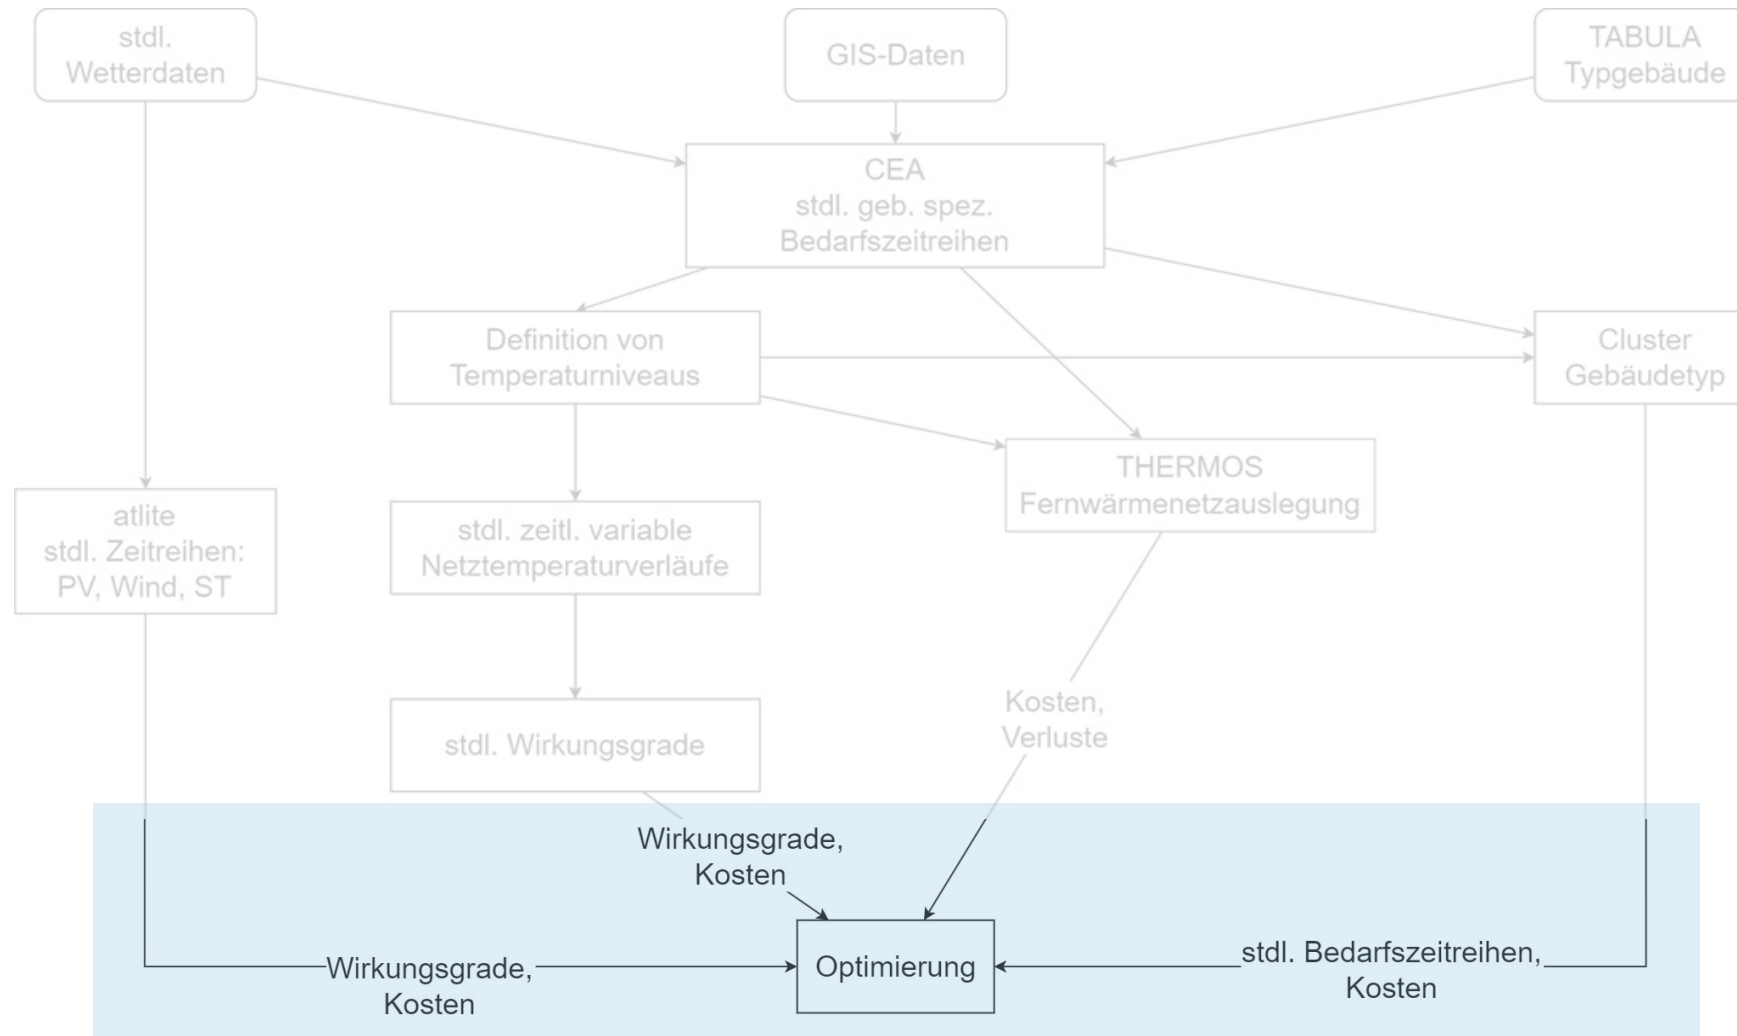 stdl.
Wetterdaten
GIS-Daten
TABULA
Typgebäude
CEA
stdl. geb. spez.
Bedarfszeitreihen
Definition von
Temperaturniveaus
Cluster
Gebäudetyp
THERMOS
Fernwärmenetzauslegung
atlite
stdl. Zeitreihen:
PV, Wind, ST
stdl. zeitl. variable
Netztemperaturverläufe
Kosten,
Verluste
stdl. Wirkungsgrade
Wirkungsgrade,
Kosten
Wirkungsgrade,
Kosten
Optimierung
stdl. Bedarfszeitreihen,
Kosten